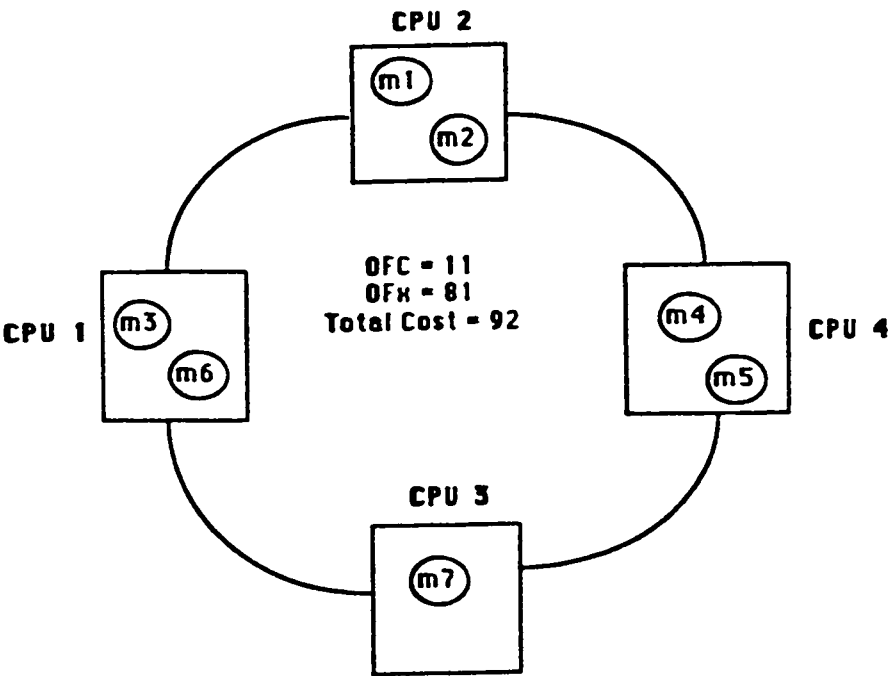 CPU 2
m1
m2
OFC = 11
OFx = 81
Total Cost = 92
CPU 1
m3
m6
m4
m5
CPU 4
CPU 3
m7